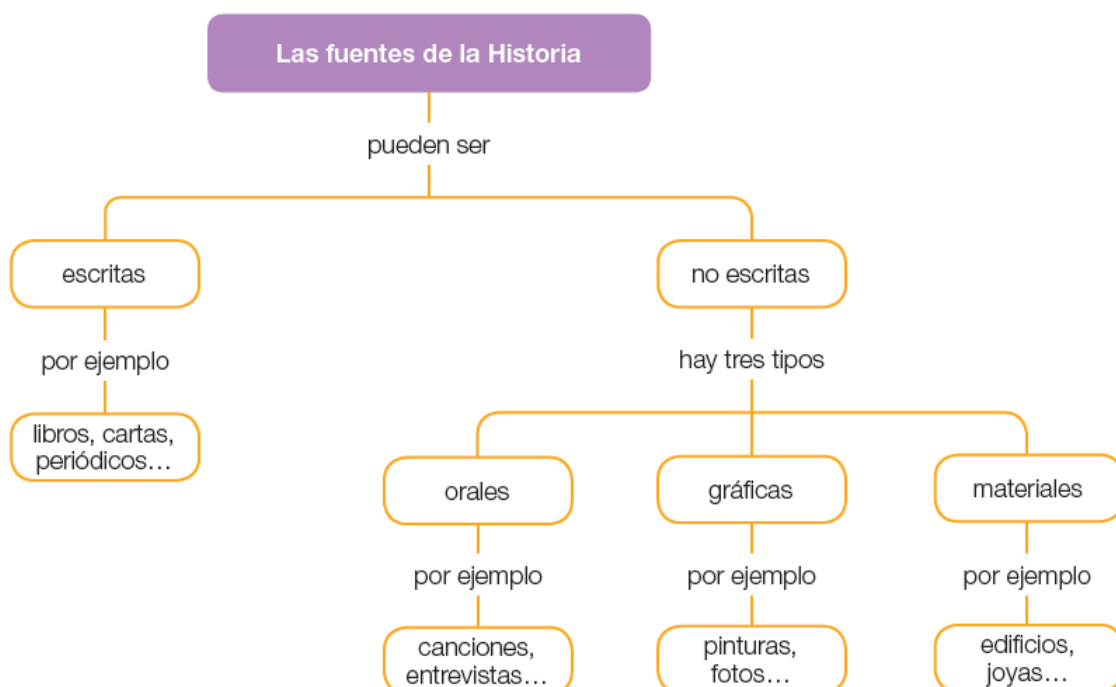 Las fuentes de la Historia
pueden ser
escritas
no escritas
por ejemplo
hay tres tipos
libros, cartas,
periódicos...
orales
gráficas
materiales
por ejemplo
por ejemplo
por ejemplo
canciones,
entrevistas...
pinturas,
fotos...
edificios,
joyas...